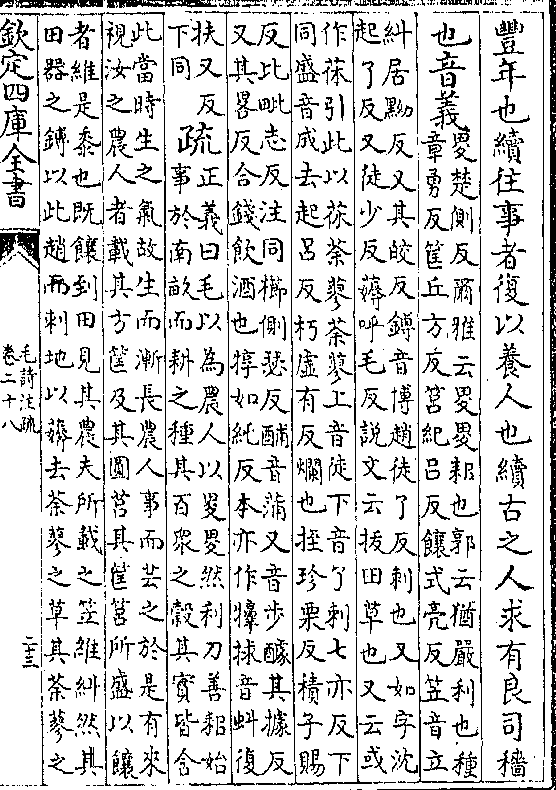 豐年也續往事者復以養人也續古之人求有良司穡
也音義
畟楚側反爾雅云畟畟耜也郭云猶嚴利也種
章勇反筐丘方反筥紀呂反饟式亮反笠音立
糾居黝反又其皎反鎛音博趙徒了反刺也又如字沈
起了反又徒少反薅呼毛反説文云拔田草也又云或
作茠引此以茠荼蓼荼蓼上音陡下音了刺七亦反下
同盛音成去起呂反朽虛有反爛也挃珍栗反積子賜
反比毗志反注同櫛側瑟反酺音蒲又音步醵其據反
又其畧反合錢飲酒也犉如純反本亦作㹛捄音虯復
扶又反
下同
疏
正義曰毛以為農人以畟畟然利刃善耜始
事於南畝而耕之種其百衆之穀其實皆含
此當時生之氣故生而漸長農人事而芸之於是有來
視汝之農人者載其方筐及其圓筥其筐筥所盛以饟
者維是黍也既饟到田見其農夫所載之笠維糾然其
田器之鎛以此趙而刺地以薅去荼蓼之草其荼蓼之
欽定四庫全書
毛詩注疏
卷二十八
二三